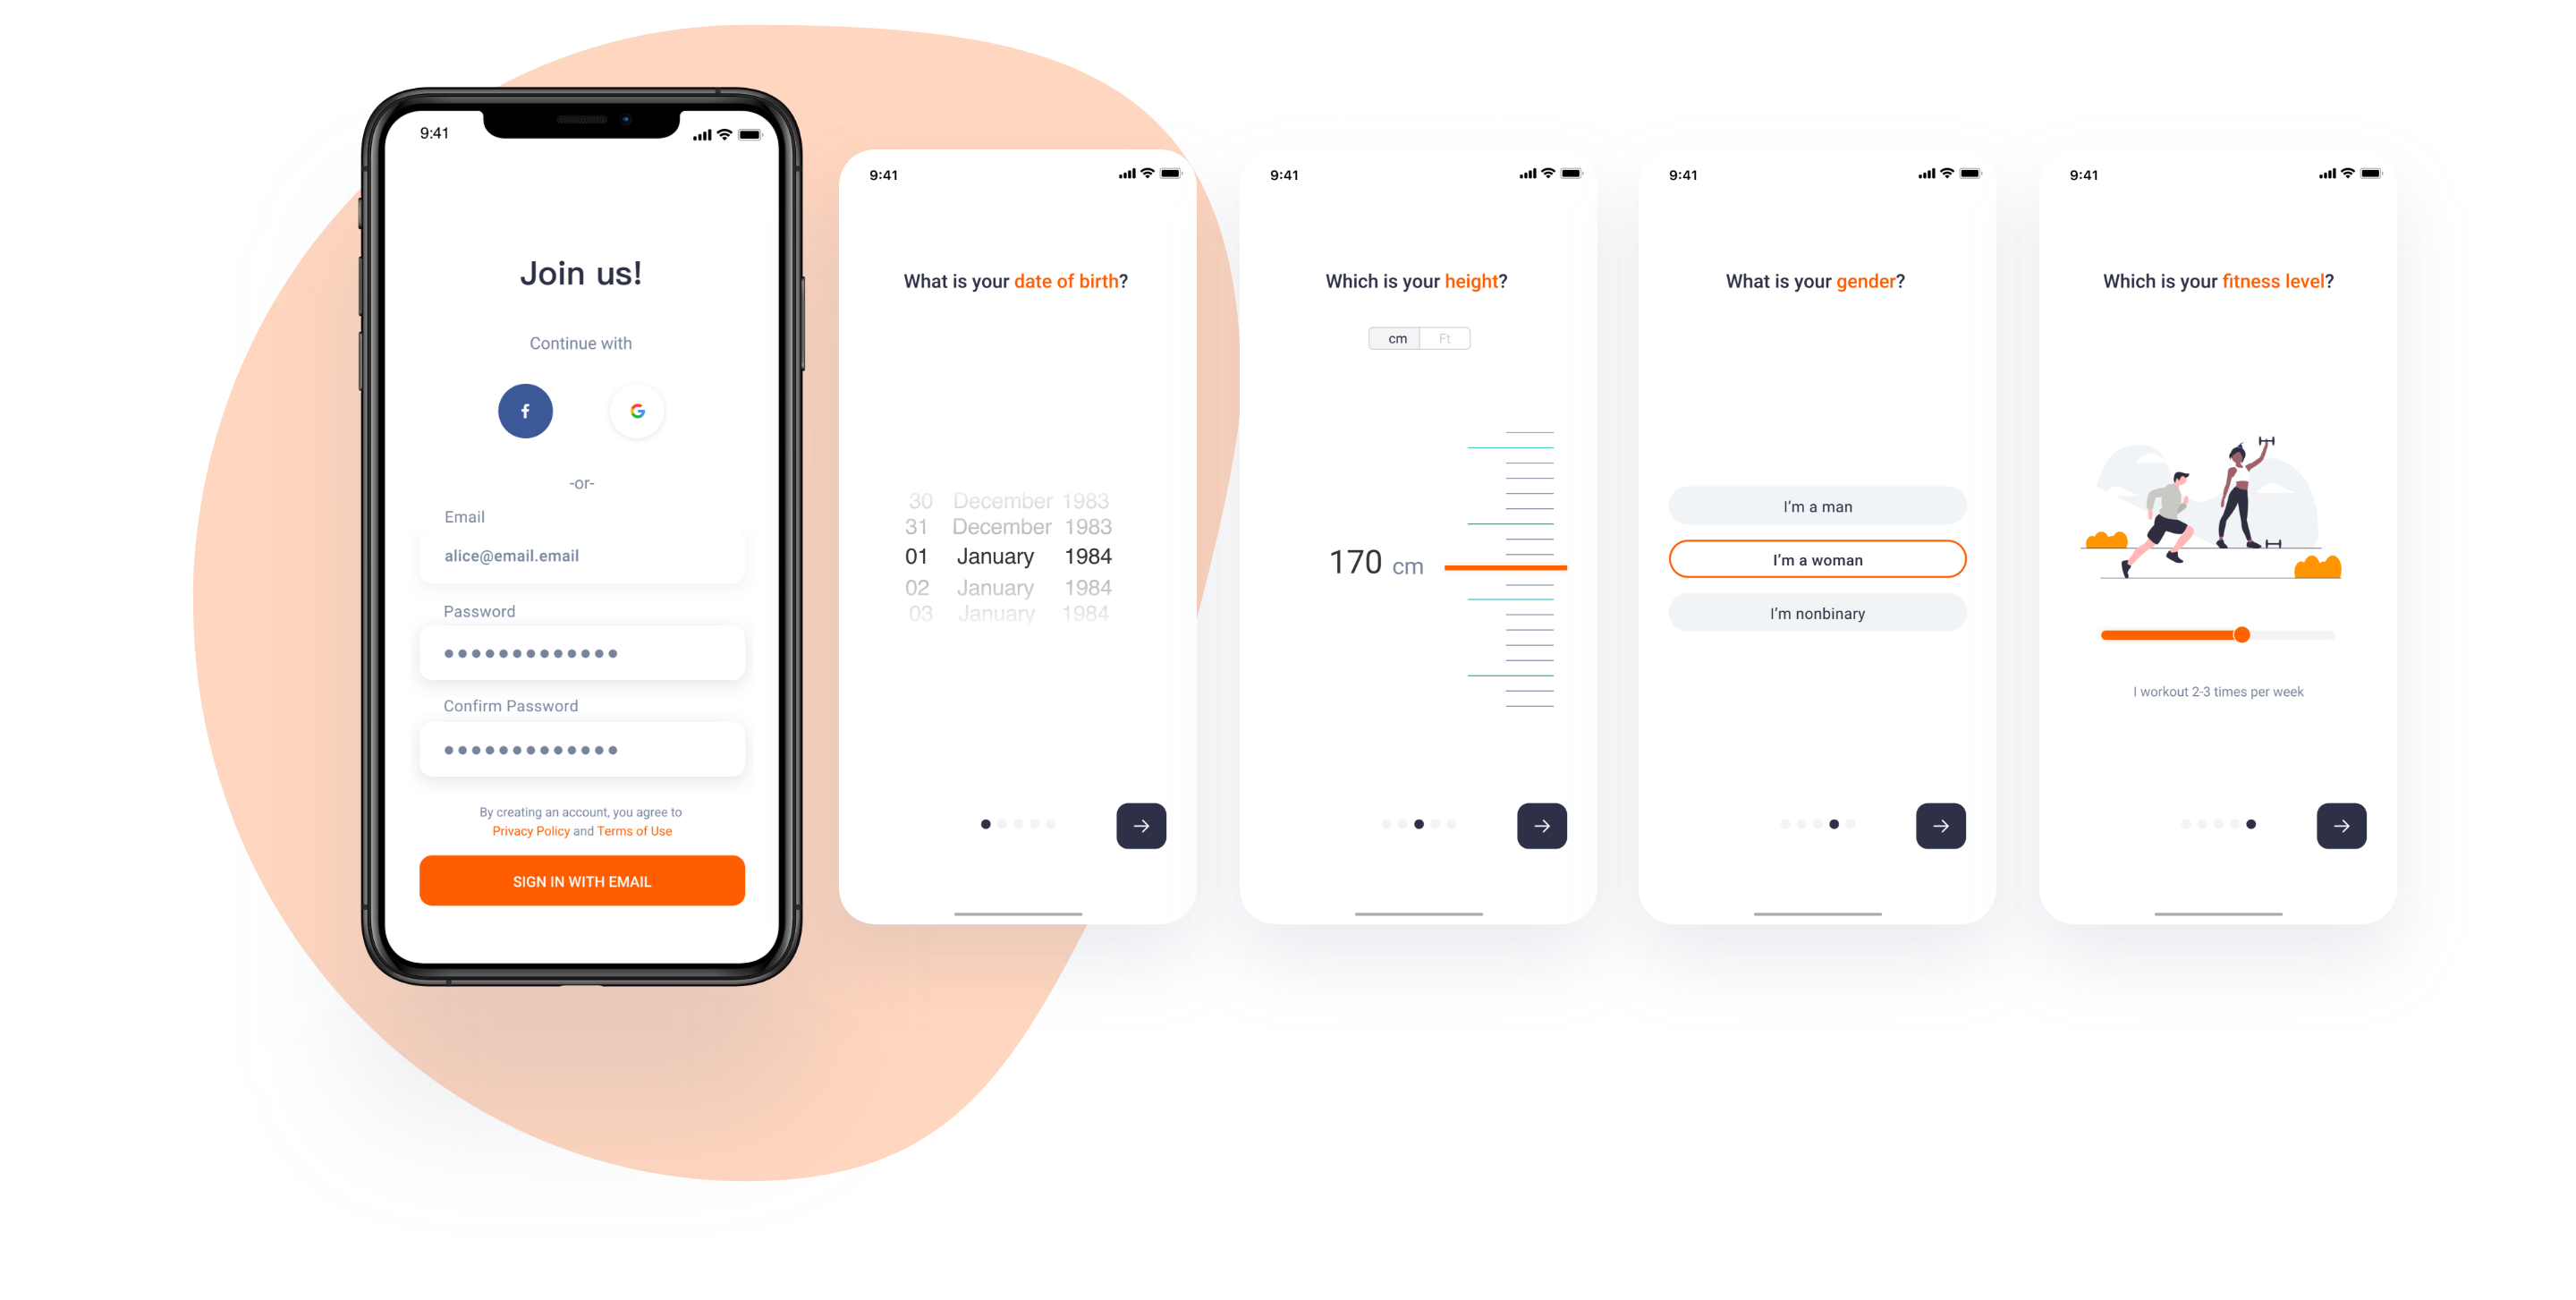 9:41
Join us!
Continue with
f
G
-or-
Email
alice@email.email
Password
Confirm Password
By creating an account, you agree to
Privacy Policy and Terms of Use
SIGN IN WITH EMAIL
9:41
What is your date of birth?
30 December 1983
31 December 1983
01 January 1984
02 January 1984
03 January 1984
9:41
Which is your height?
cm Ft
170 cm
9:41
What is your gender?
I'm a man
I'm a woman
I'm nonbinary
9:41
Which is your fitness level?
I workout 2-3 times per week